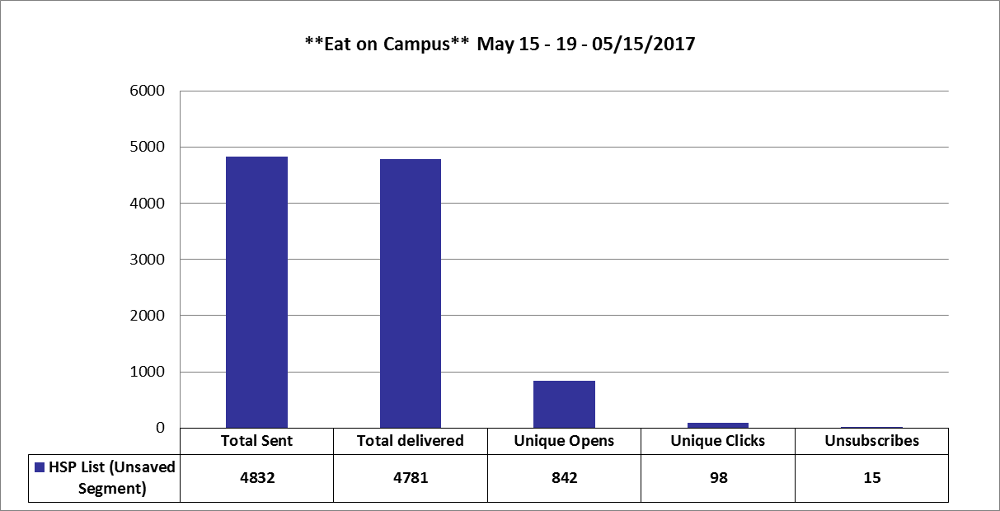 **Eat on Campus** May 15 - 19 - 05/15/2017
6000
5000
4000
3000
2000
1000
0
Total Sent Total delivered Unique Opens Unique Clicks Unsubscribes
HSP List (Unsaved
Segment)
4832 4781 842 98 15